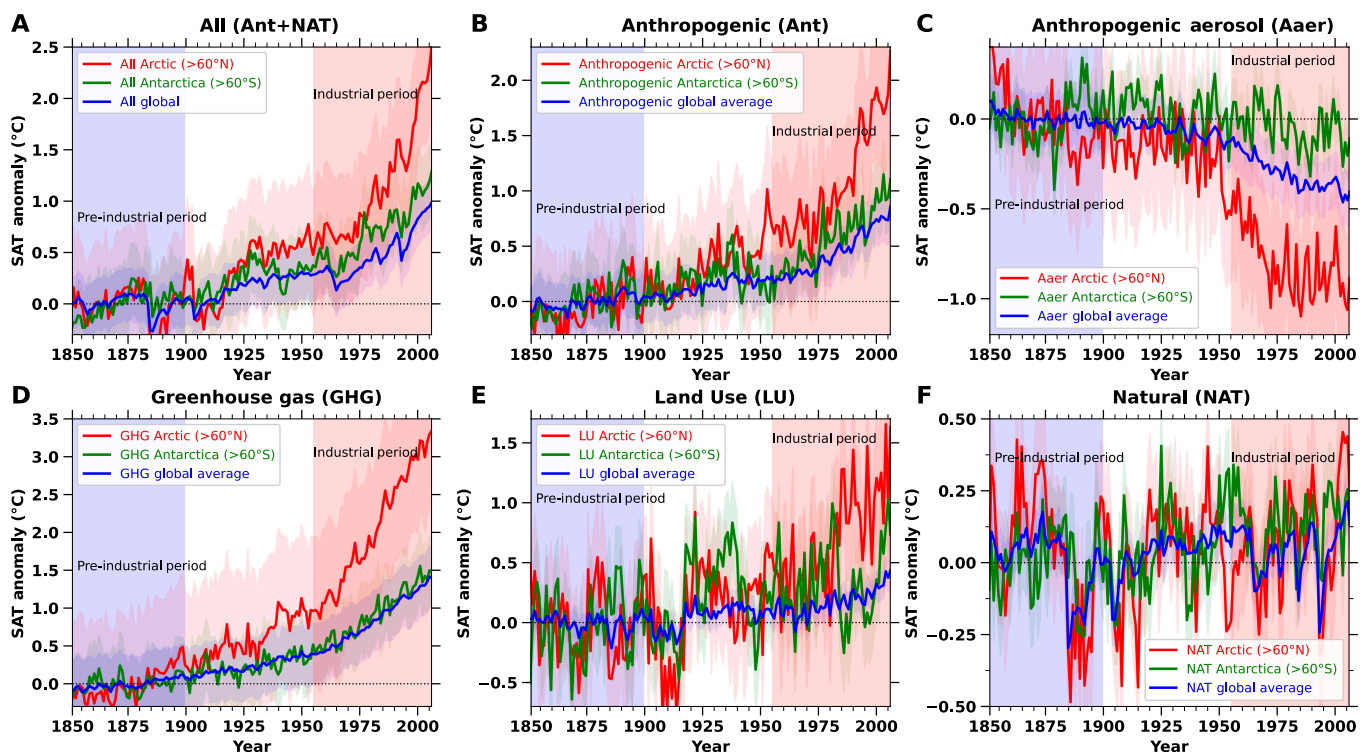 A
All (Ant+NAT)
SAT anomaly (°C)
2.5
2.0
1.5
1.0
0.5
0.0
All Arctic (>60°N)
All Antarctica (>60°S)
All global
Industrial period
Pre-industrial period
1850 1875 1900 1925 1950 1975 2000
Year
B
Anthropogenic (Ant)
SAT anomaly (°C)
2.0
1.5
1.0
0.5
0.0
Anthropogenic Arctic (>60°N)
Anthropogenic Antarctica (>60°S)
Anthropogenic global average
Industrial period
Pre-industrial period
1850 1875 1900 1925 1950 1975 2000
Year
C
Anthropogenic aerosol (Aaer)
SAT anomaly (°C)
0.0
−0.5
−1.0
Industrial period
Pre-industrial period
Aaer Arctic (>60°N)
Aaer Antarctica (>60°S)
Aaer global average
1850 1875 1900 1925 1950 1975 2000
Year
D
Greenhouse gas (GHG)
SAT anomaly (°C)
3.5
3.0
2.5
2.0
1.5
1.0
0.5
0.0
GHG Arctic (>60°N)
GHG Antarctica (>60°S)
GHG global average
Industrial period
Pre-industrial period
1850 1875 1900 1925 1950 1975 2000
Year
E
Land Use (LU)
SAT anomaly (°C)
1.5
1.0
0.5
0.0
−0.5
LU Arctic (>60°N)
LU Antarctica (>60°S)
LU global average
Industrial period
Pre-industrial period
1850 1875 1900 1925 1950 1975 2000
Year
F
Natural (NAT)
SAT anomaly (°C)
0.50
0.25
0.00
−0.25
−0.50
Pre-industrial period
Industrial period
NAT Arctic (>60°N)
NAT Antarctica (>60°S)
NAT global average
1850 1875 1900 1925 1950 1975 2000
Year